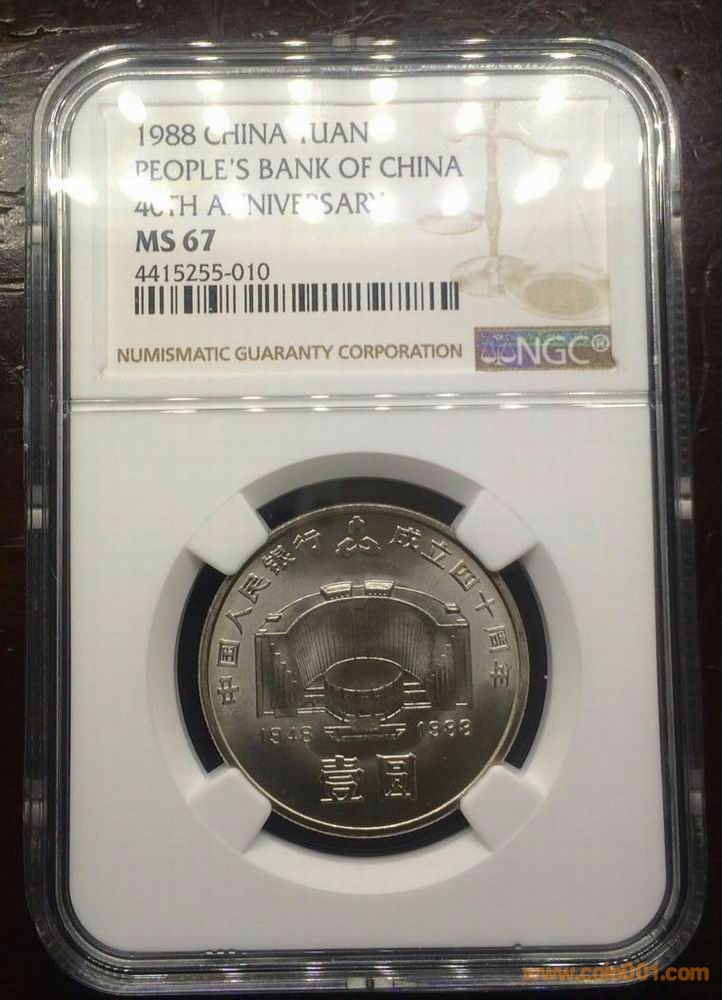 1988 CHINA YUAN
PEOPLE'S BANK OF CHINA
40TH ANNIVERSARY
MS 67
4415255-010
NUMISMATIC GUARANTY CORPORATION
NGC®
中国人民银行 成立四十周年
1948 1988
壹圆
www.coin001.com